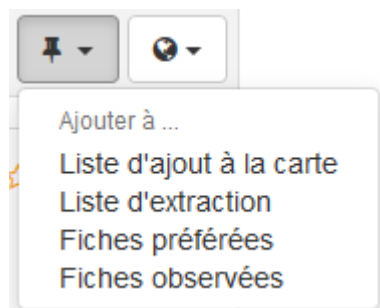 Ajouter à ...
Liste d'ajout à la carte
Liste d'extraction
Fiches préférées
Fiches observées